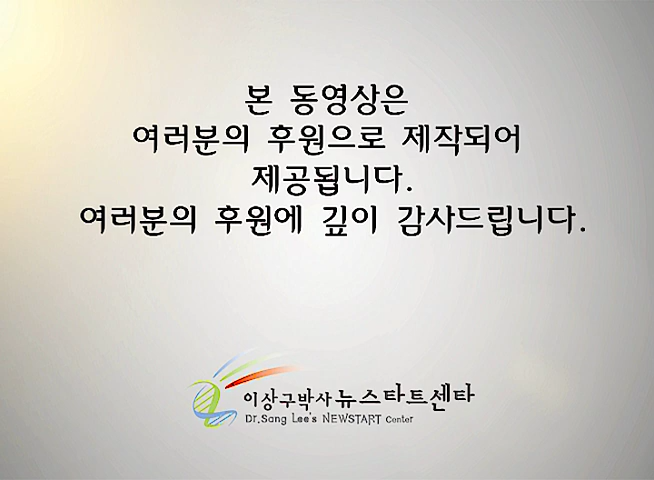 본 동영상은
여러분의 후원으로 제작되어
제공됩니다.
여러분의 후원에 깊이 감사드립니다.
이상구박사 뉴스타트센타
Dr.Sang Lee's NEWSTART Center